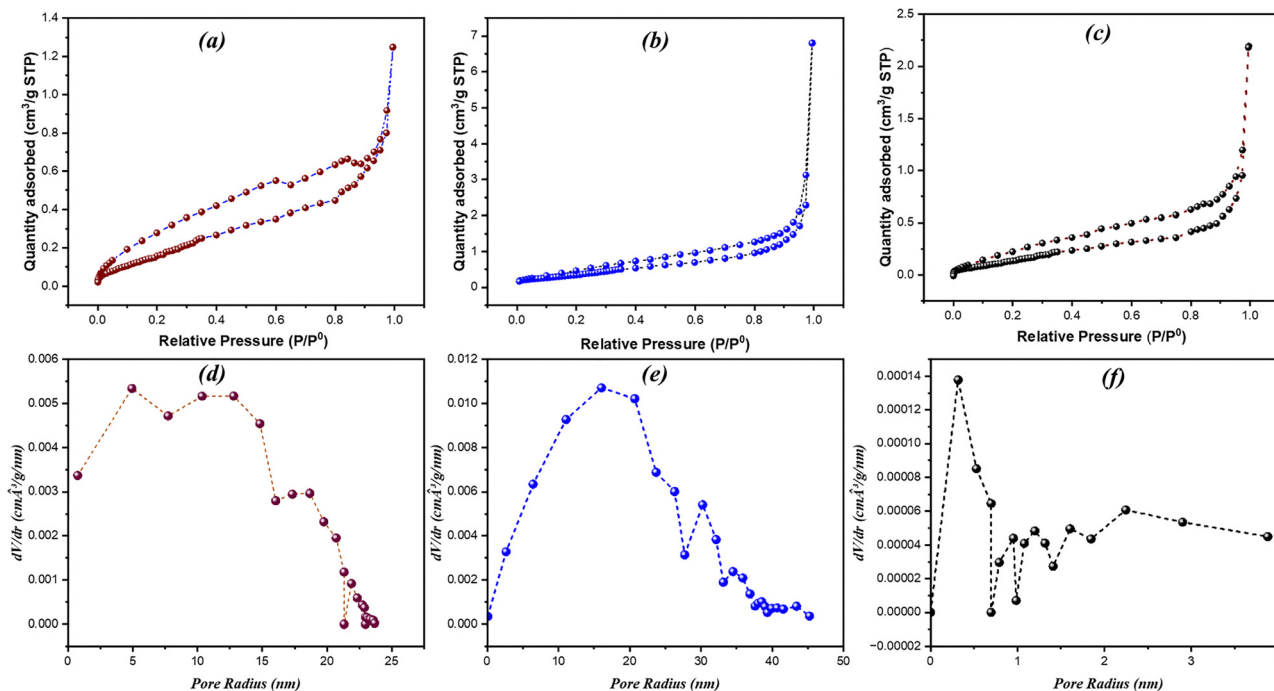 (a)
Quantity adsorbed (cm³/g STP)
1.4
1.2
1.0
0.8
0.6
0.4
0.2
0.0
0.0 0.2 0.4 0.6 0.8 1.0
Relative Pressure (P/P⁰)
(b)
Quantity adsorbed (cm³/g STP)
7
6
5
4
3
2
1
0
0.0 0.2 0.4 0.6 0.8 1.0
Relative Pressure (P/P⁰)
(c)
Quantity adsorbed (cm³/g STP)
2.5
2.0
1.5
1.0
0.5
0.0
0.0 0.2 0.4 0.6 0.8 1.0
Relative Pressure (P/P⁰)
(d)
dV/dr (cmÂ³/g/nm)
0.006
0.005
0.004
0.003
0.002
0.001
0.000
0 5 10 15 20 25
Pore Radius (nm)
(e)
dV/dr (cmÂ³/g/nm)
0.012
0.010
0.008
0.006
0.004
0.002
0.000
0 10 20 30 40 50
Pore Radius (nm)
(f)
dV/dr (cmÂ³/g/nm)
0.00014
0.00012
0.00010
0.00008
0.00006
0.00004
0.00002
0.00000
−0.00002
0 1 2 3
Pore Radius (nm)